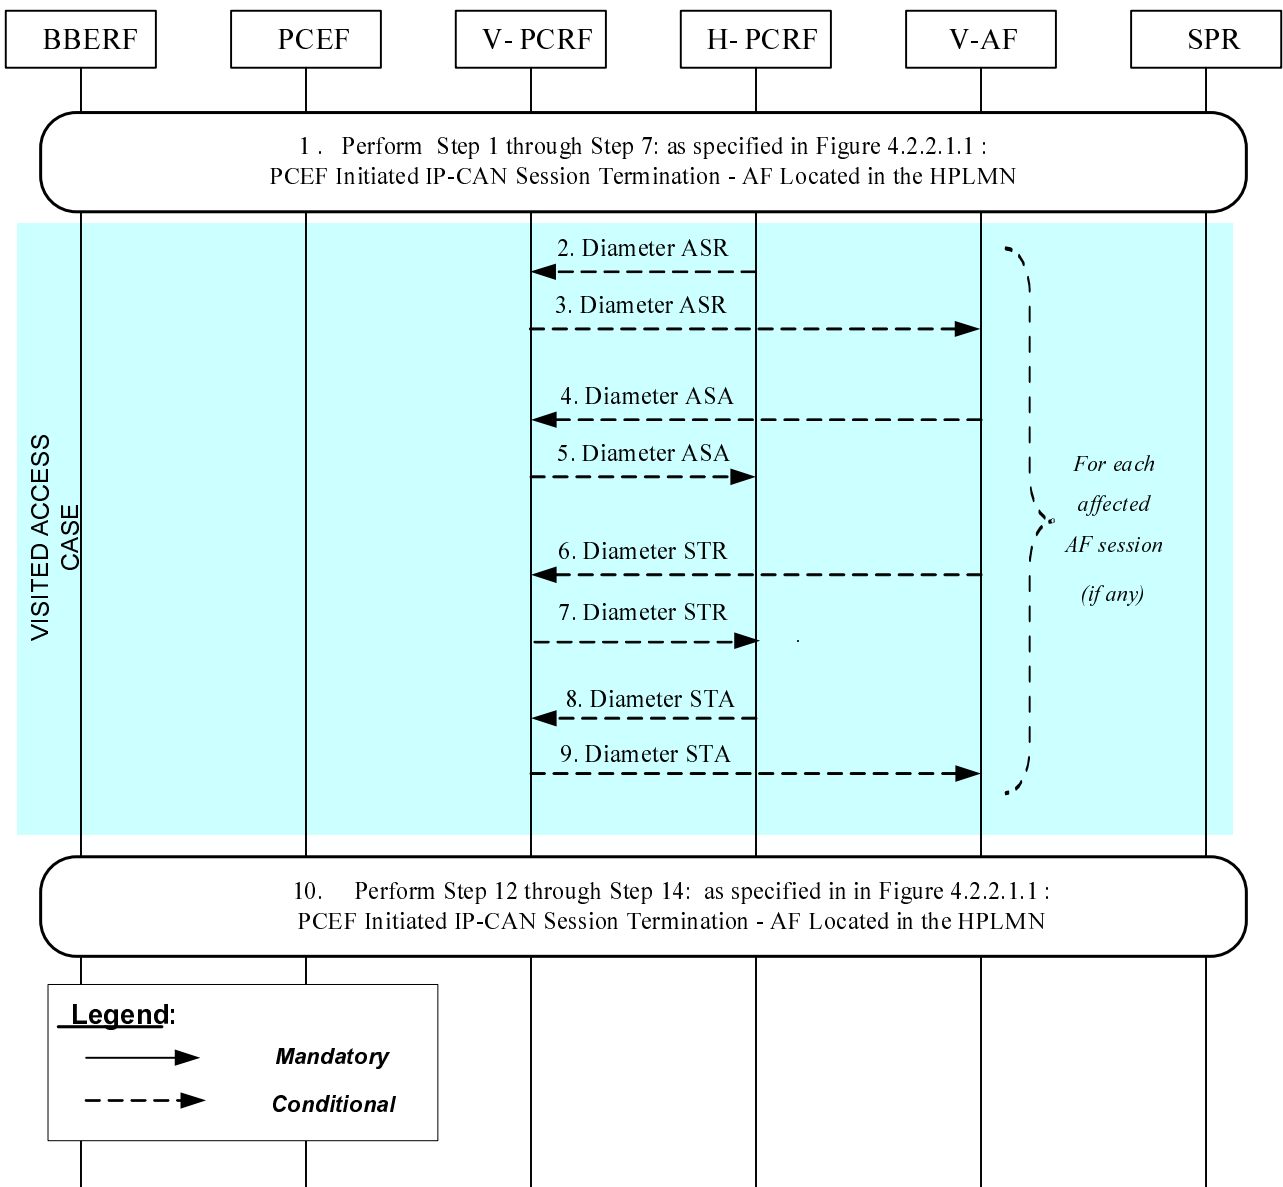 BBERF
PCEF
V- PCRF
H- PCRF
V-AF
SPR
1 . Perform Step 1 through Step 7: as specified in Figure 4.2.2.1.1 :
PCEF Initiated IP-CAN Session Termination - AF Located in the HPLMN
2. Diameter ASR
3. Diameter ASR
4. Diameter ASA
5. Diameter ASA
6. Diameter STR
7. Diameter STR
8. Diameter STA
9. Diameter STA
VISITED ACCESS
CASE
For each
affected
AF session
(if any)
10. Perform Step 12 through Step 14: as specified in in Figure 4.2.2.1.1 :
PCEF Initiated IP-CAN Session Termination - AF Located in the HPLMN
Legend:
Mandatory
Conditional